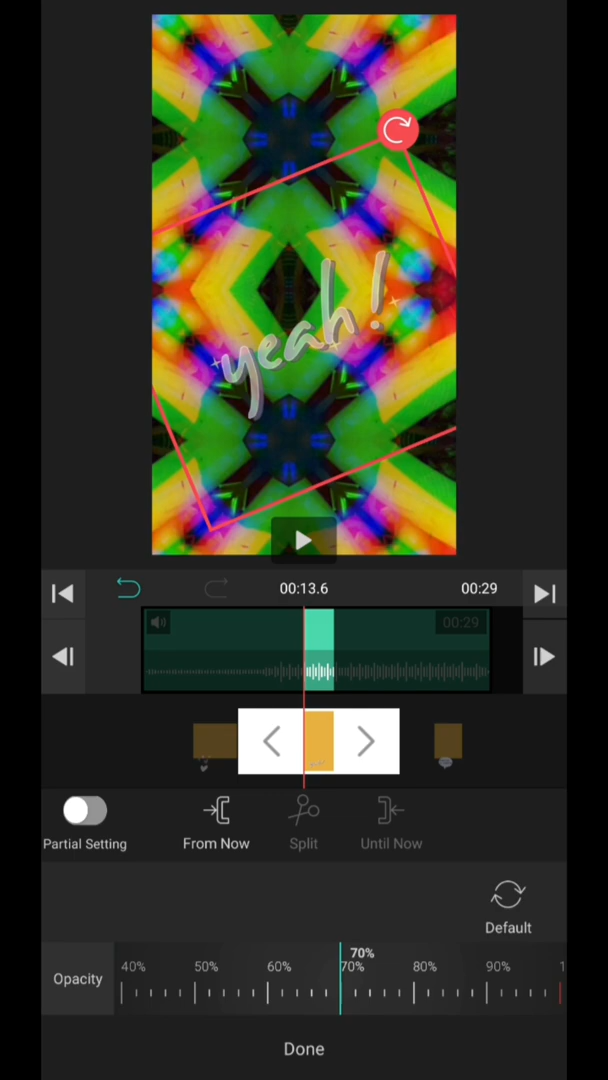 yeah!
00:13.6
00:29
00:29
Partial Setting
From Now
Split
Until Now
Default
70%
40%
50%
60%
70%
80%
90%
1
Opacity
Done